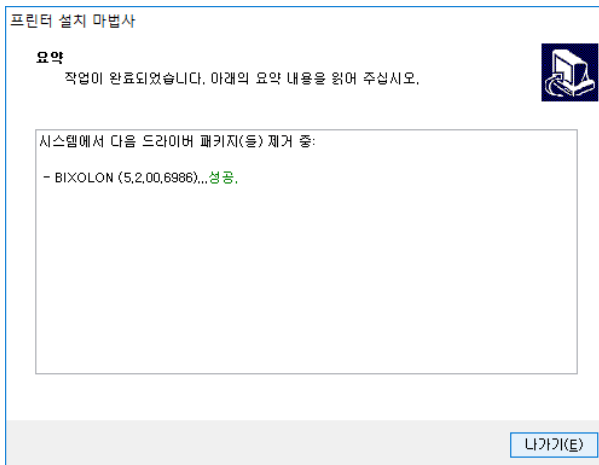 프린터 설치 마법사
요약
작업이 완료되었습니다. 아래의 요약 내용을 읽어 주십시오.
시스템에서 다음 드라이버 패키지(들) 제거 중:
- BIXOLON (5.2.00.6986)...성공.
나가기(E)